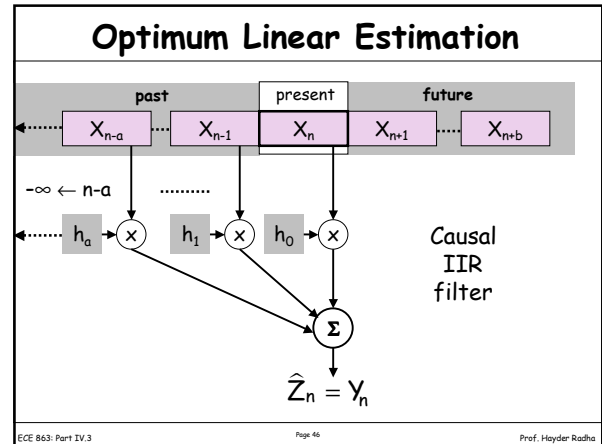 Optimum Linear Estimation
past present future
X_{n-a} X_{n-1} X_n X_{n+1} X_{n+b}
-∞ ← n-a ..........
h_a x h_1 x h_0 x
Causal
IIR
filter
Σ
Ẑ_n = Y_n
ECE 863: Part IV.3 Page 46 Prof. Hayder Radha